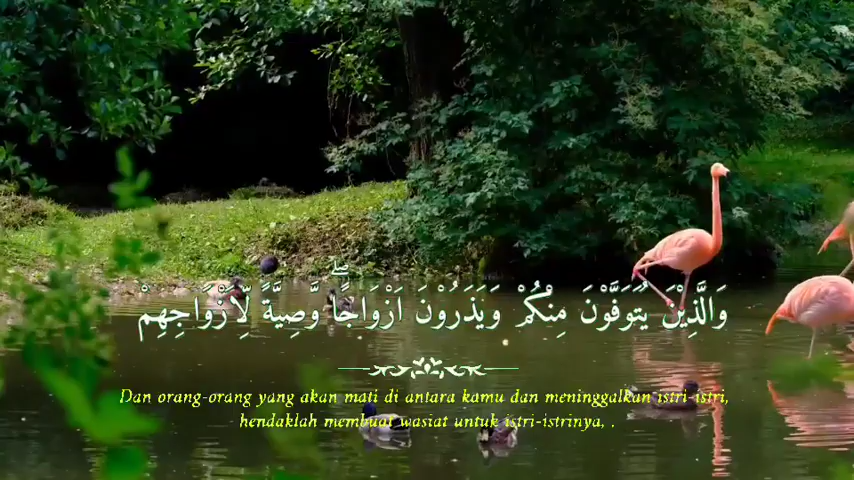 وَالَّذِيْنَ يُتَوَفَّوْنَ مِنْكُمْ وَيَذَرُوْنَ اَزْوَاجًاۖ وَّصِيَّةً لِّاَزْوَاجِهِمْ
Dan orang-orang yang akan mati di antara kamu dan meninggalkan istri-istri,
hendaklah membuat wasiat untuk istri-istrinya, .